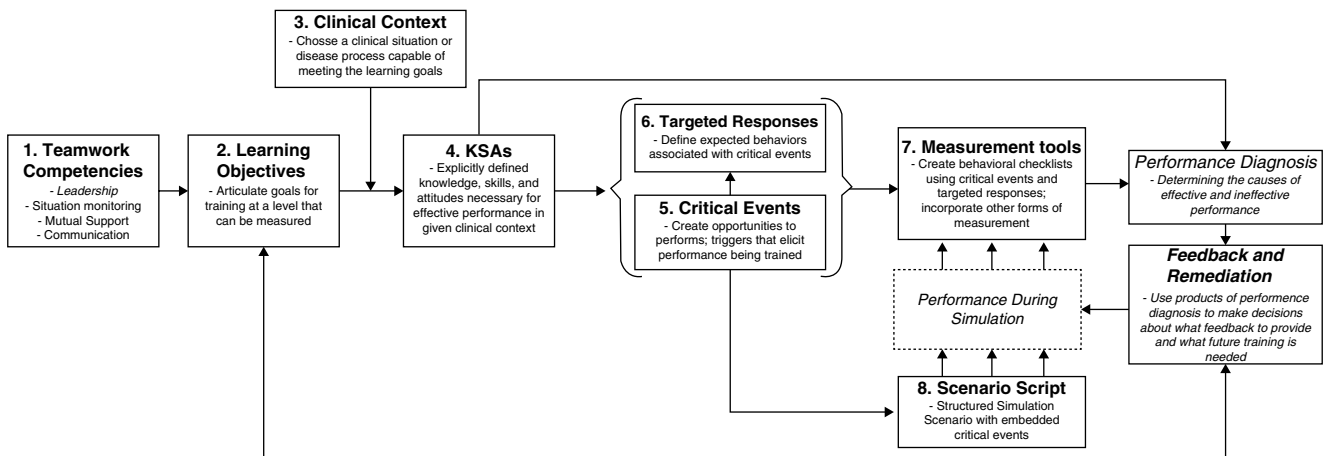 3. Clinical Context
- Chosse a clinical situation or
disease process capable of
meeting the learning goals
1. Teamwork
Competencies
- Leadership
- Situation monitoring
- Mutual Support
- Communication
2. Learning
Objectives
- Articulate goals for
training at a level that
can be measured
4. KSAs
- Explicitly defined
knowledge, skills, and
attitudes necessary for
effective performance in
given clinical context
6. Targeted Responses
- Define expected behaviors
associated with critical events
5. Critical Events
- Create opportunities to
performs; triggers that elicit
performance being trained
7. Measurement tools
- Create behavioral checklists
using critical events and
targeted responses;
incorporate other forms of
measurement
Performance Diagnosis
- Determining the causes of
effective and ineffective
performance
Feedback and
Remediation
- Use products of performence
diagnosis to make decisions
about what feedback to provide
and what future training is
needed
Performance During
Simulation
8. Scenario Script
- Structured Simulation
Scenario with embedded
critical events